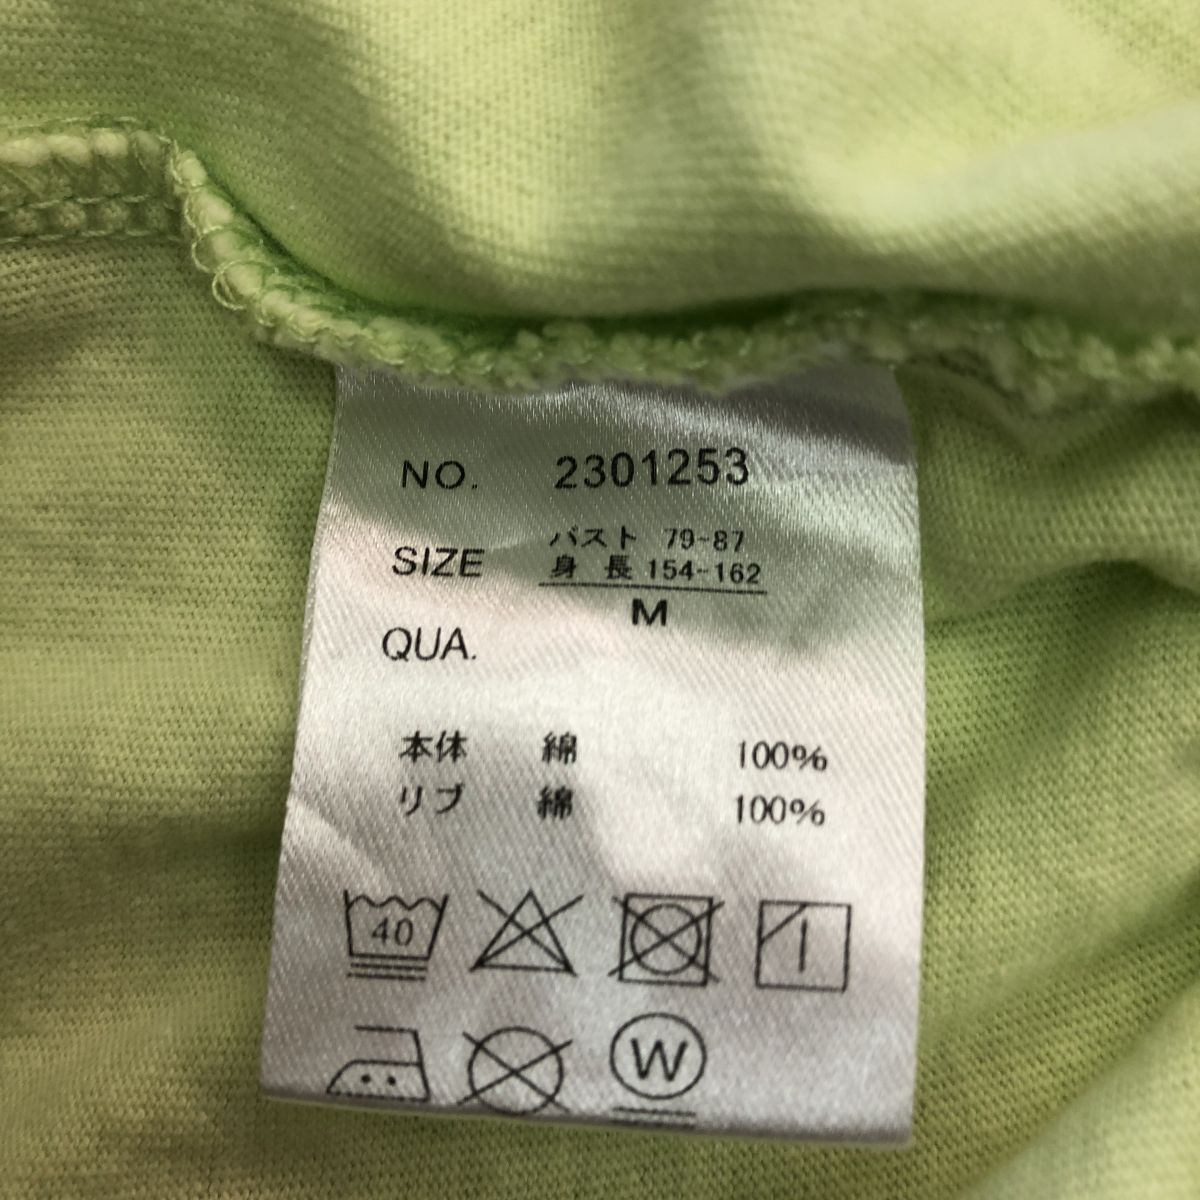 NO. 2301253
バスト 79-87
SIZE 身 長 154-162
M
QUA.
本体 綿 100%
リブ 綿 100%
40
W